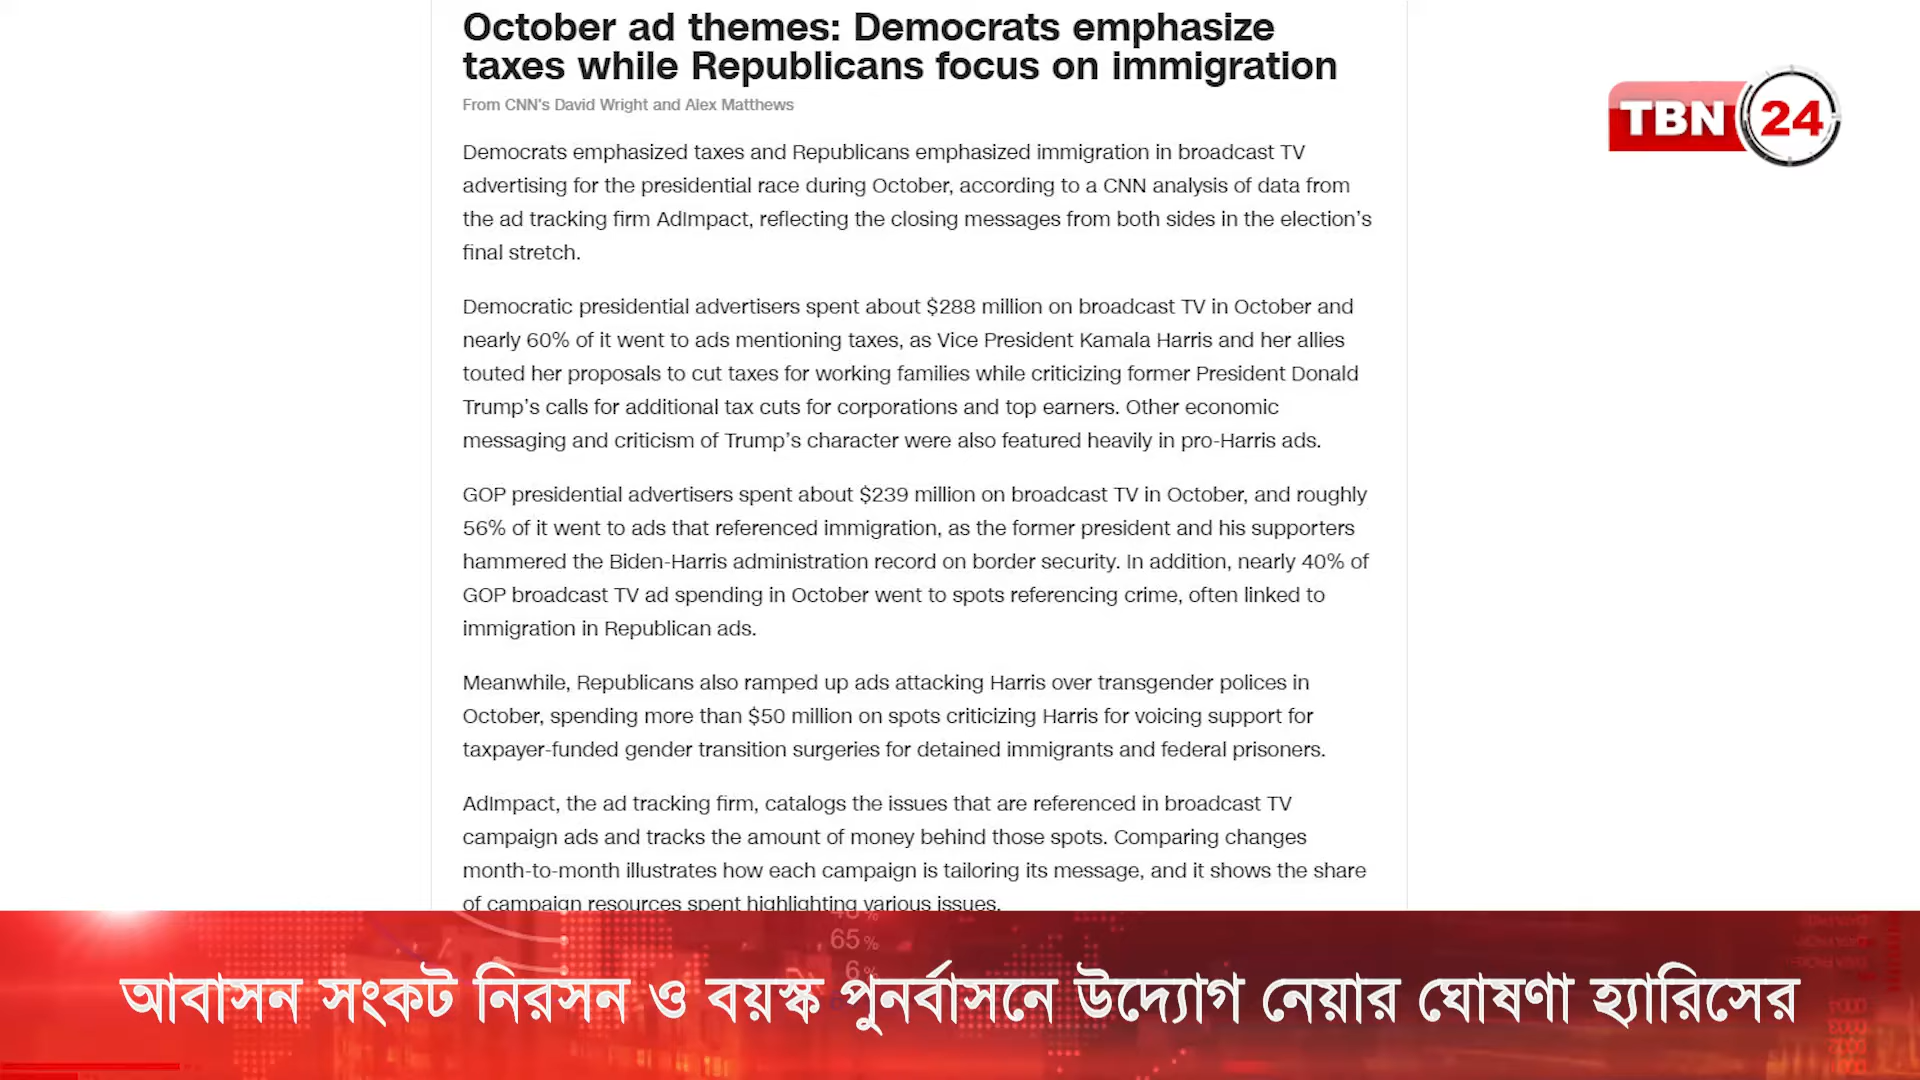 October ad themes: Democrats emphasize
taxes while Republicans focus on immigration
From CNN's David Wright and Alex Matthews
TBN 24
Democrats emphasized taxes and Republicans emphasized immigration in broadcast TV
advertising for the presidential race during October, according to a CNN analysis of data from
the ad tracking firm AdImpact, reflecting the closing messages from both sides in the election’s
final stretch.
Democratic presidential advertisers spent about $288 million on broadcast TV in October and
nearly 60% of it went to ads mentioning taxes, as Vice President Kamala Harris and her allies
touted her proposals to cut taxes for working families while criticizing former President Donald
Trump’s calls for additional tax cuts for corporations and top earners. Other economic
messaging and criticism of Trump’s character were also featured heavily in pro-Harris ads.
GOP presidential advertisers spent about $239 million on broadcast TV in October, and roughly
56% of it went to ads that referenced immigration, as the former president and his supporters
hammered the Biden-Harris administration record on border security. In addition, nearly 40% of
GOP broadcast TV ad spending in October went to spots referencing crime, often linked to
immigration in Republican ads.
Meanwhile, Republicans also ramped up ads attacking Harris over transgender polices in
October, spending more than $50 million on spots criticizing Harris for voicing support for
taxpayer-funded gender transition surgeries for detained immigrants and federal prisoners.
AdImpact, the ad tracking firm, catalogs the issues that are referenced in broadcast TV
campaign ads and tracks the amount of money behind those spots. Comparing changes
month-to-month illustrates how each campaign is tailoring its message, and it shows the share
of campaign resources spent highlighting various issues.
65%
6%
আবাসন সংকট নিরসন ও বয়স্ক পুনর্বাসনে উদ্যোগ নেয়ার ঘোষণা হ্যারিসের